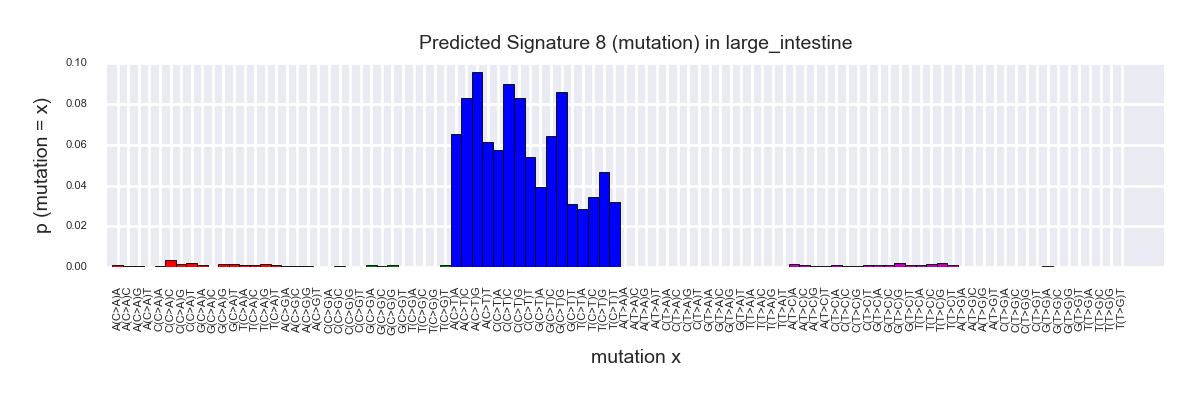 Predicted Signature 8 (mutation) in large_intestine
p (mutation = x)
0.10
0.08
0.06
0.04
0.02
0.00
A(C>A)A
A(C>A)C
A(C>A)G
A(C>A)T
C(C>A)A
C(C>A)C
C(C>A)G
C(C>A)T
G(C>A)A
G(C>A)C
G(C>A)G
G(C>A)T
T(C>A)A
T(C>A)C
T(C>A)G
T(C>A)T
A(C>G)A
A(C>G)C
A(C>G)G
A(C>G)T
C(C>G)A
C(C>G)C
C(C>G)G
C(C>G)T
G(C>G)A
G(C>G)C
G(C>G)G
G(C>G)T
T(C>G)A
T(C>G)C
T(C>G)G
T(C>G)T
A(C>T)A
A(C>T)C
A(C>T)G
A(C>T)T
C(C>T)A
C(C>T)C
C(C>T)G
C(C>T)T
G(C>T)A
G(C>T)C
G(C>T)G
G(C>T)T
T(C>T)A
T(C>T)C
T(C>T)G
T(C>T)T
A(T>A)A
A(T>A)C
A(T>A)G
A(T>A)T
C(T>A)A
C(T>A)C
C(T>A)G
C(T>A)T
G(T>A)A
G(T>A)C
G(T>A)G
G(T>A)T
T(T>A)A
T(T>A)C
T(T>A)G
T(T>A)T
A(T>C)A
A(T>C)C
A(T>C)G
A(T>C)T
C(T>C)A
C(T>C)C
C(T>C)G
C(T>C)T
G(T>C)A
G(T>C)C
G(T>C)G
G(T>C)T
T(T>C)A
T(T>C)C
T(T>C)G
T(T>C)T
A(T>G)A
A(T>G)C
A(T>G)G
A(T>G)T
C(T>G)A
C(T>G)C
C(T>G)G
C(T>G)T
G(T>G)A
G(T>G)C
G(T>G)G
G(T>G)T
T(T>G)A
T(T>G)C
T(T>G)G
T(T>G)T
mutation x